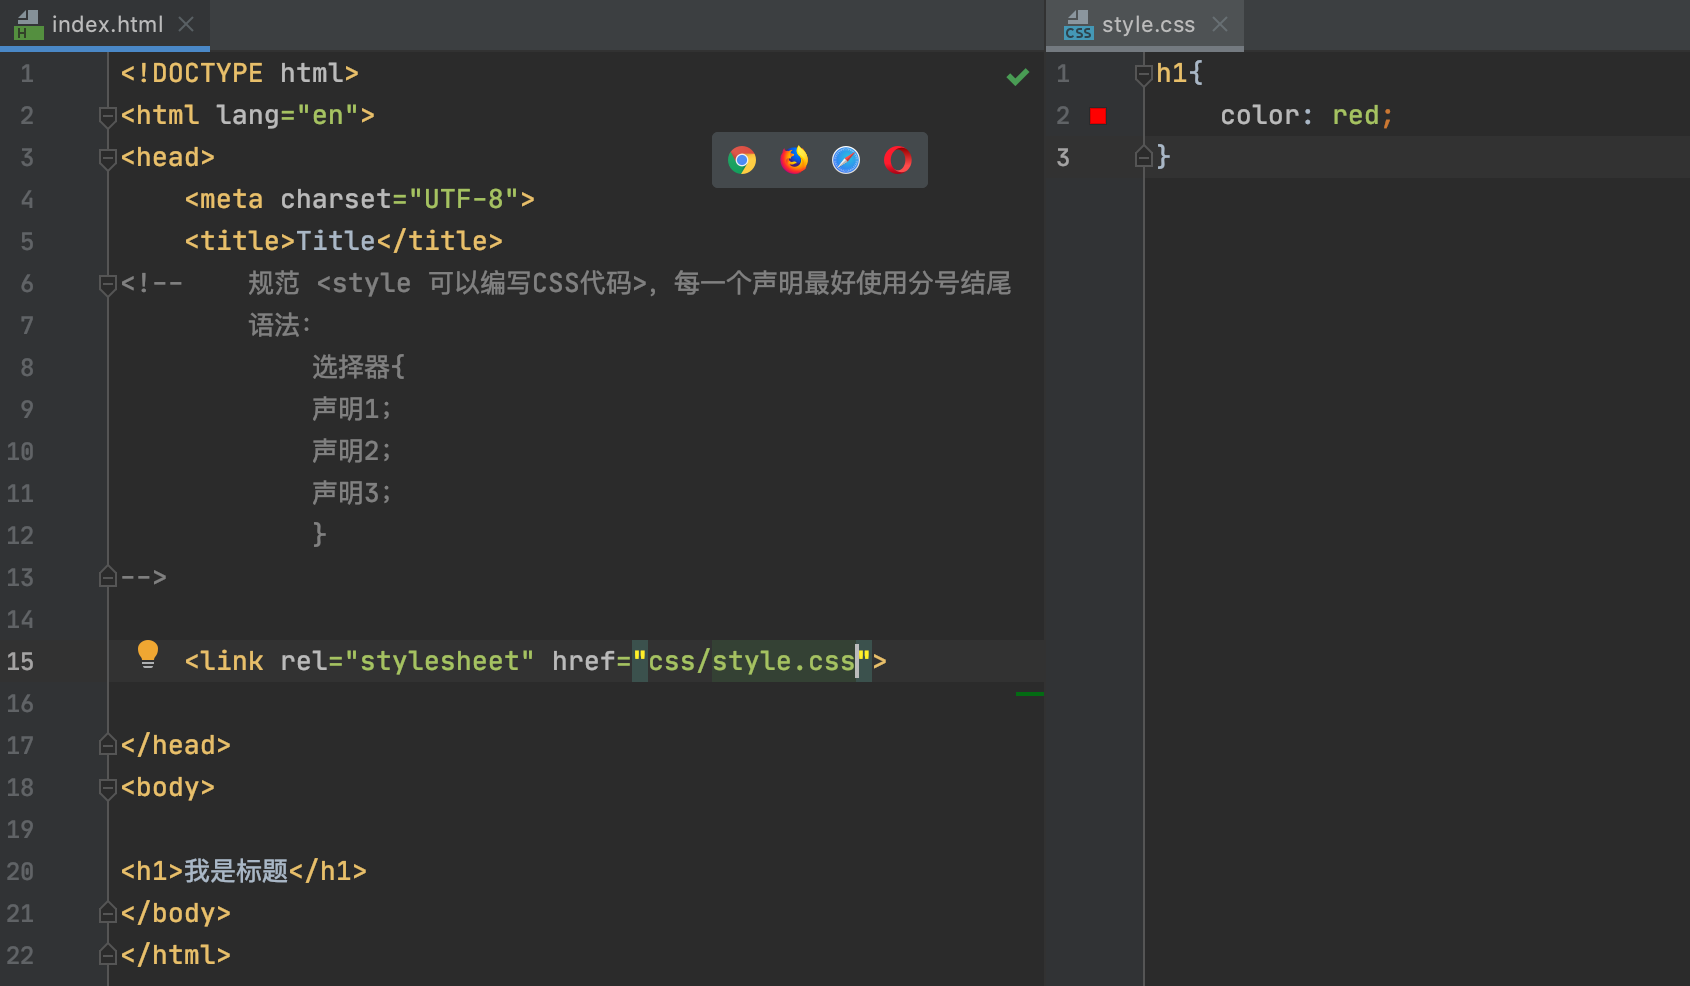 index.html
1 <!DOCTYPE html>
2 <html lang="en">
3 <head>
4     <meta charset="UTF-8">
5     <title>Title</title>
6 <!--    规范 <style 可以编写CSS代码>，每一个声明最好使用分号结尾
7         语法：
8             选择器{
9             声明1；
10             声明2；
11             声明3；
12             }
13 -->
14
15     <link rel="stylesheet" href="css/style.css">
16
17 </head>
18 <body>
19
20 <h1>我是标题</h1>
21 </body>
22 </html>
style.css
1 h1{
2     color: red;
3 }